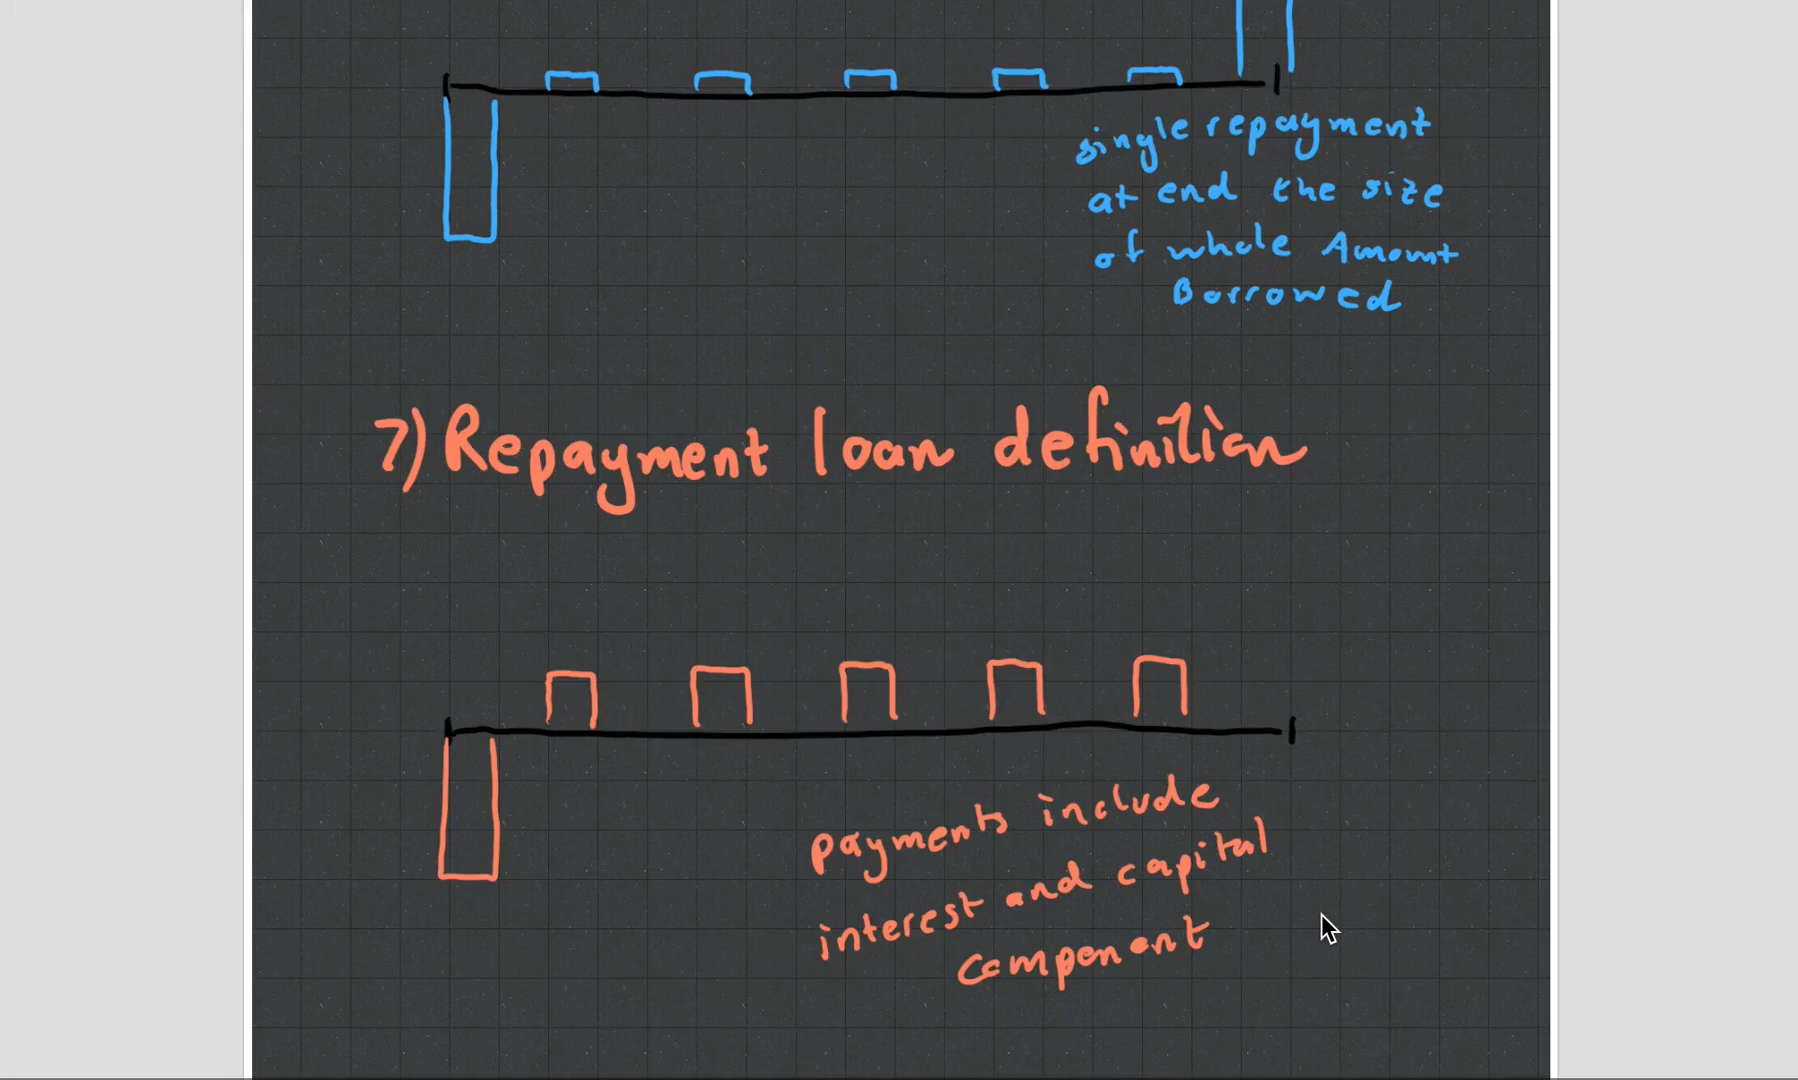 single repayment
at end the size
of whole Amount
Borrowed
7) Repayment loan definition
payments include
interest and capital
component